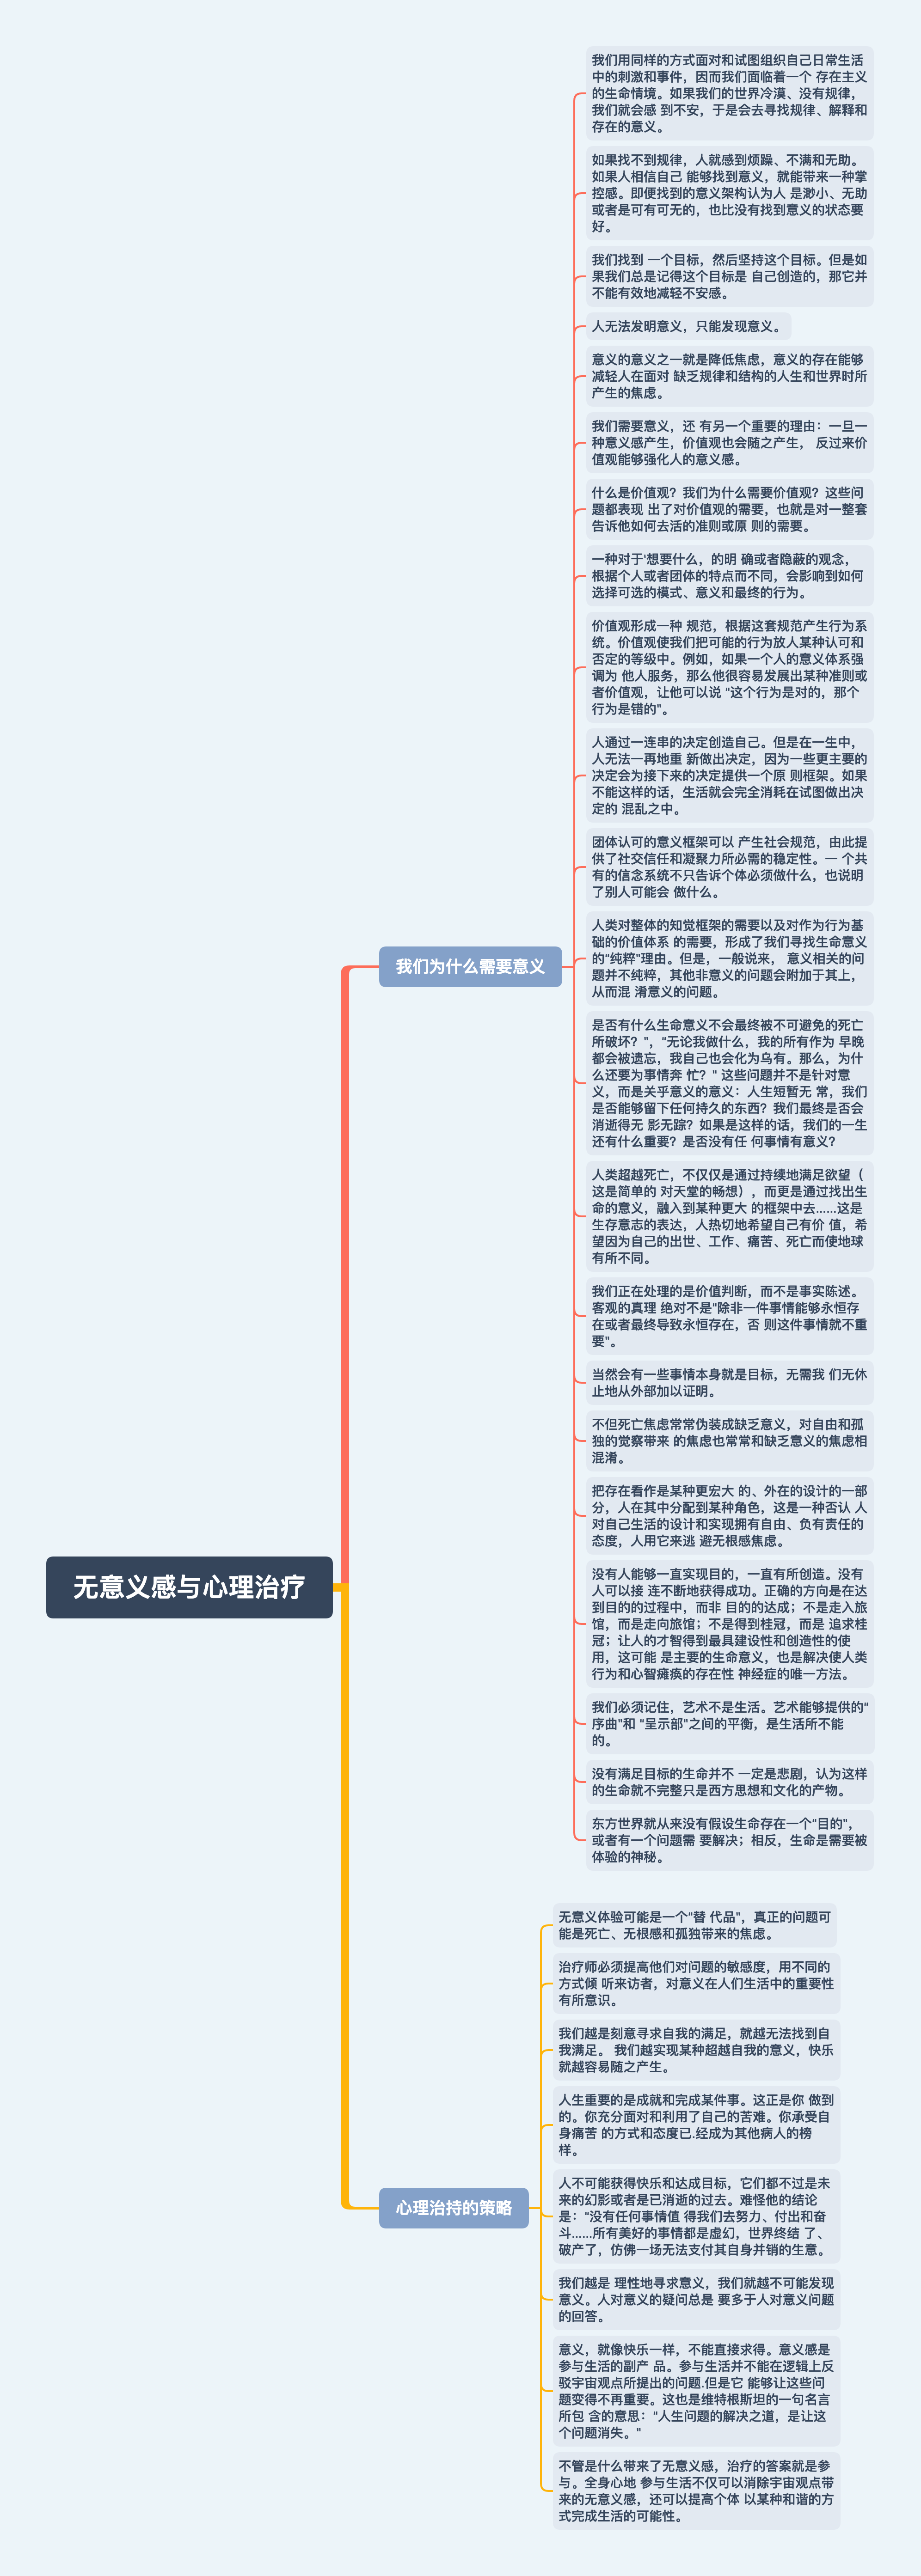 我们用同样的方式面对和试图组织自己日常生活
中的刺激和事件，因而我们面临着一个 存在主义
的生命情境。如果我们的世界冷漠、没有规律，
我们就会感 到不安，于是会去寻找规律、解释和
存在的意义。
如果找不到规律，人就感到烦躁、不满和无助。
如果人相信自己 能够找到意义，就能带来一种掌
控感。即便找到的意义架构认为人 是渺小、无助
或者是可有可无的，也比没有找到意义的状态要
好。
我们找到 一个目标，然后坚持这个目标。但是如
果我们总是记得这个目标是 自己创造的，那它并
不能有效地减轻不安感。
人无法发明意义，只能发现意义。
意义的意义之一就是降低焦虑，意义的存在能够
减轻人在面对 缺乏规律和结构的人生和世界时所
产生的焦虑。
我们需要意义，还 有另一个重要的理由：一旦一
种意义感产生，价值观也会随之产生， 反过来价
值观能够强化人的意义感。
什么是价值观？我们为什么需要价值观？这些问
题都表现 出了对价值观的需要，也就是对一整套
告诉他如何去活的准则或原 则的需要。
一种对于'想要什么，的明 确或者隐蔽的观念，
根据个人或者团体的特点而不同，会影响到如何
选择可选的模式、意义和最终的行为。
价值观形成一种 规范，根据这套规范产生行为系
统。价值观使我们把可能的行为放人某种认可和
否定的等级中。例如，如果一个人的意义体系强
调为 他人服务，那么他很容易发展出某种准则或
者价值观，让他可以说 "这个行为是对的，那个
行为是错的"。
人通过一连串的决定创造自己。但是在一生中，
人无法一再地重 新做出决定，因为一些更主要的
决定会为接下来的决定提供一个原 则框架。如果
不能这样的话，生活就会完全消耗在试图做出决
定的 混乱之中。
团体认可的意义框架可以 产生社会规范，由此提
供了社交信任和凝聚力所必需的稳定性。一 个共
有的信念系统不只告诉个体必须做什么，也说明
了别人可能会 做什么。
人类对整体的知觉框架的需要以及对作为行为基
础的价值体系 的需要，形成了我们寻找生命意义
的"纯粹"理由。但是，一般说来， 意义相关的问
题并不纯粹，其他非意义的问题会附加于其上，
从而混 淆意义的问题。
我们为什么需要意义
是否有什么生命意义不会最终被不可避免的死亡
所破坏？"，"无论我做什么，我的所有作为 早晚
都会被遗忘，我自己也会化为乌有。那么，为什
么还要为事情奔 忙？" 这些问题并不是针对意
义，而是关乎意义的意义：人生短暂无 常，我们
是否能够留下任何持久的东西？我们最终是否会
消逝得无 影无踪？如果是这样的话，我们的一生
还有什么重要？是否没有任 何事情有意义？
人类超越死亡，不仅仅是通过持续地满足欲望（
这是简单的 对天堂的畅想），而更是通过找出生
命的意义，融入到某种更大 的框架中去......这是
生存意志的表达，人热切地希望自己有价 值，希
望因为自己的出世、工作、痛苦、死亡而使地球
有所不同。
我们正在处理的是价值判断，而不是事实陈述。
客观的真理 绝对不是"除非一件事情能够永恒存
在或者最终导致永恒存在，否 则这件事情就不重
要"。
当然会有一些事情本身就是目标，无需我 们无休
止地从外部加以证明。
不但死亡焦虑常常伪装成缺乏意义，对自由和孤
独的觉察带来 的焦虑也常常和缺乏意义的焦虑相
混淆。
把存在看作是某种更宏大 的、外在的设计的一部
分，人在其中分配到某种角色，这是一种否认 人
对自己生活的设计和实现拥有自由、负有责任的
态度，人用它来逃 避无根感焦虑。
没有人能够一直实现目的，一直有所创造。没有
人可以接 连不断地获得成功。正确的方向是在达
到目的的过程中，而非 目的的达成；不是走入旅
馆，而是走向旅馆；不是得到桂冠，而是 追求桂
冠；让人的才智得到最具建设性和创造性的使
用，这可能 是主要的生命意义，也是解决使人类
行为和心智瘫痪的存在性 神经症的唯一方法。
无意义感与心理治疗
我们必须记住，艺术不是生活。艺术能够提供的"
序曲"和 "呈示部"之间的平衡，是生活所不能
的。
没有满足目标的生命并不 一定是悲剧，认为这样
的生命就不完整只是西方思想和文化的产物。
东方世界就从来没有假设生命存在一个"目的"，
或者有一个问题需 要解决；相反，生命是需要被
体验的神秘。
无意义体验可能是一个"替 代品"，真正的问题可
能是死亡、无根感和孤独带来的焦虑。
治疗师必须提高他们对问题的敏感度，用不同的
方式倾 听来访者，对意义在人们生活中的重要性
有所意识。
我们越是刻意寻求自我的满足，就越无法找到自
我满足。 我们越实现某种超越自我的意义，快乐
就越容易随之产生。
人生重要的是成就和完成某件事。这正是你 做到
的。你充分面对和利用了自己的苦难。你承受自
身痛苦 的方式和态度已.经成为其他病人的榜
样。
心理治持的策略
人不可能获得快乐和达成目标，它们都不过是未
来的幻影或者是已消逝的过去。难怪他的结论
是："没有任何事情值 得我们去努力、付出和奋
斗......所有美好的事情都是虚幻，世界终结 了、
破产了，仿佛一场无法支付其自身并销的生意。
我们越是 理性地寻求意义，我们就越不可能发现
意义。人对意义的疑问总是 要多于人对意义问题
的回答。
意义，就像快乐一样，不能直接求得。意义感是
参与生活的副产 品。参与生活并不能在逻辑上反
驳宇宙观点所提出的问题.但是它 能够让这些问
题变得不再重要。这也是维特根斯坦的一句名言
所包 含的意思："人生问题的解决之道，是让这
个问题消失。"
不管是什么带来了无意义感，治疗的答案就是参
与。全身心地 参与生活不仅可以消除宇宙观点带
来的无意义感，还可以提高个体 以某种和谐的方
式完成生活的可能性。